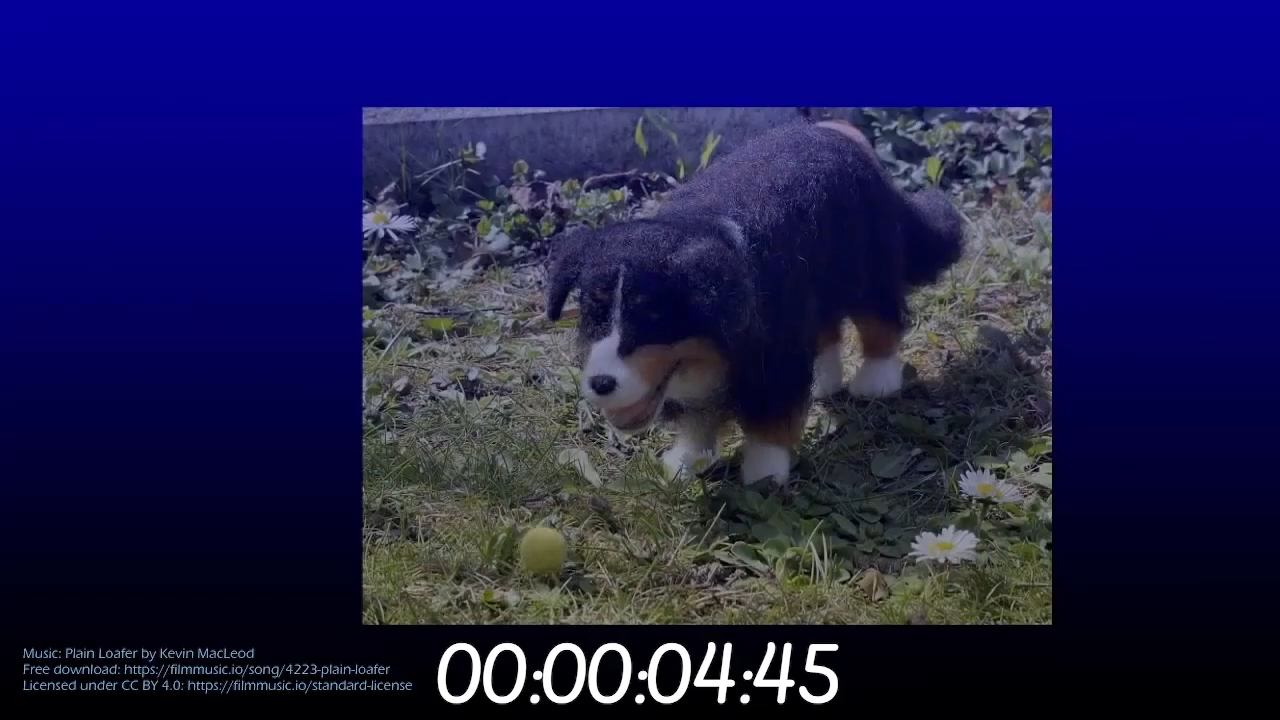 Music: Plain Loafer by Kevin MacLeod
Free download: https://filmmusic.io/song/4223-plain-loafer
Licensed under CC BY 4.0: https://filmmusic.io/standard-license
00:00:04:45